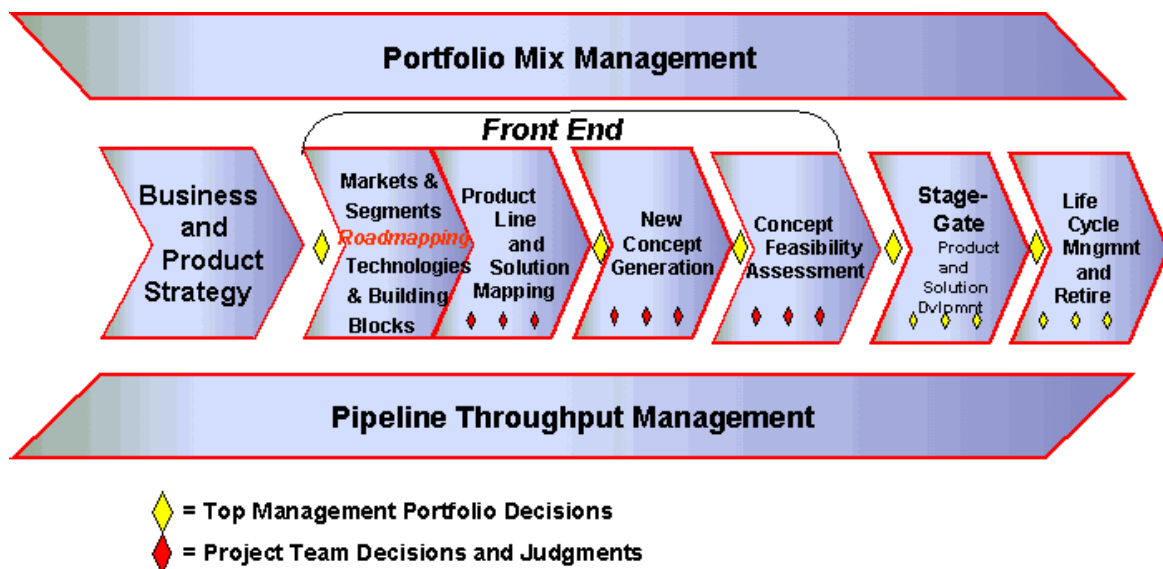 Portfolio Mix Management
Front End
Business
and
Product
Strategy
Markets &
Segments
Roadmapping
Technologies
& Building
Blocks
Product
Line
and
Solution
Mapping
New
Concept
Generation
Concept
Feasibility
Assessment
Stage-
Gate
Product
and
Solution
Dvlpmnt
Life
Cycle
Mngmnt
and
Retire
Pipeline Throughput Management
= Top Management Portfolio Decisions
= Project Team Decisions and Judgments